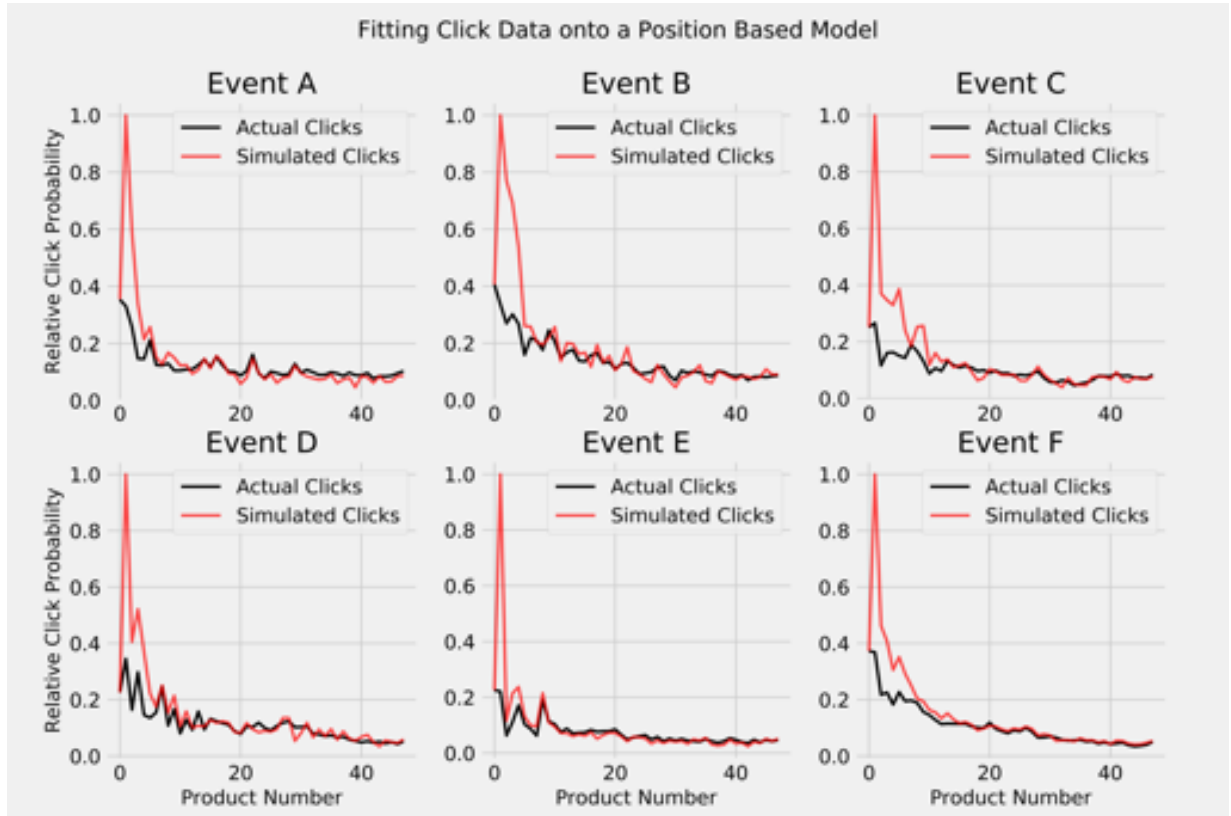 Fitting Click Data onto a Position Based Model
Event A
Event B
Event C
Relative Click Probability
1.0
0.8
0.6
0.4
0.2
0.0
Actual Clicks
Simulated Clicks
0
20
40
1.0
0.8
0.6
0.4
0.2
0.0
Actual Clicks
Simulated Clicks
0
20
40
1.0
0.8
0.6
0.4
0.2
0.0
Actual Clicks
Simulated Clicks
0
20
40
Event D
Event E
Event F
Relative Click Probability
1.0
0.8
0.6
0.4
0.2
0.0
Actual Clicks
Simulated Clicks
0
20
40
Product Number
1.0
0.8
0.6
0.4
0.2
0.0
Actual Clicks
Simulated Clicks
0
20
40
Product Number
1.0
0.8
0.6
0.4
0.2
0.0
Actual Clicks
Simulated Clicks
0
20
40
Product Number